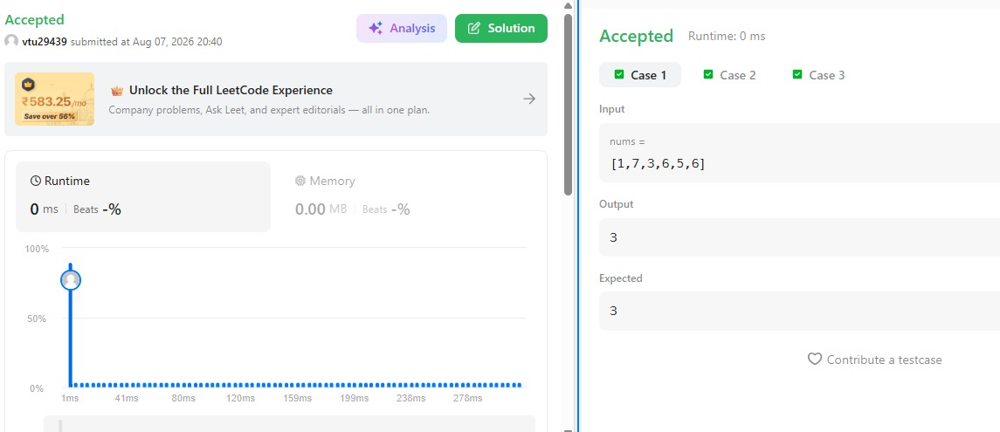 Accepted
vtu29439 submitted at Aug 07, 2026 20:40
Analysis
Solution
₹583.25/mo
Save over 56%
Unlock the Full LeetCode Experience
Company problems, Ask Leet, and expert editorials — all in one plan.
Runtime
0 ms | Beats -%
Memory
0.00 MB | Beats -%
100%
50%
0%
1ms 41ms 80ms 120ms 159ms 199ms 238ms 278ms
Accepted Runtime: 0 ms
Case 1 Case 2 Case 3
Input
nums =
[1,7,3,6,5,6]
Output
3
Expected
3
Contribute a testcase